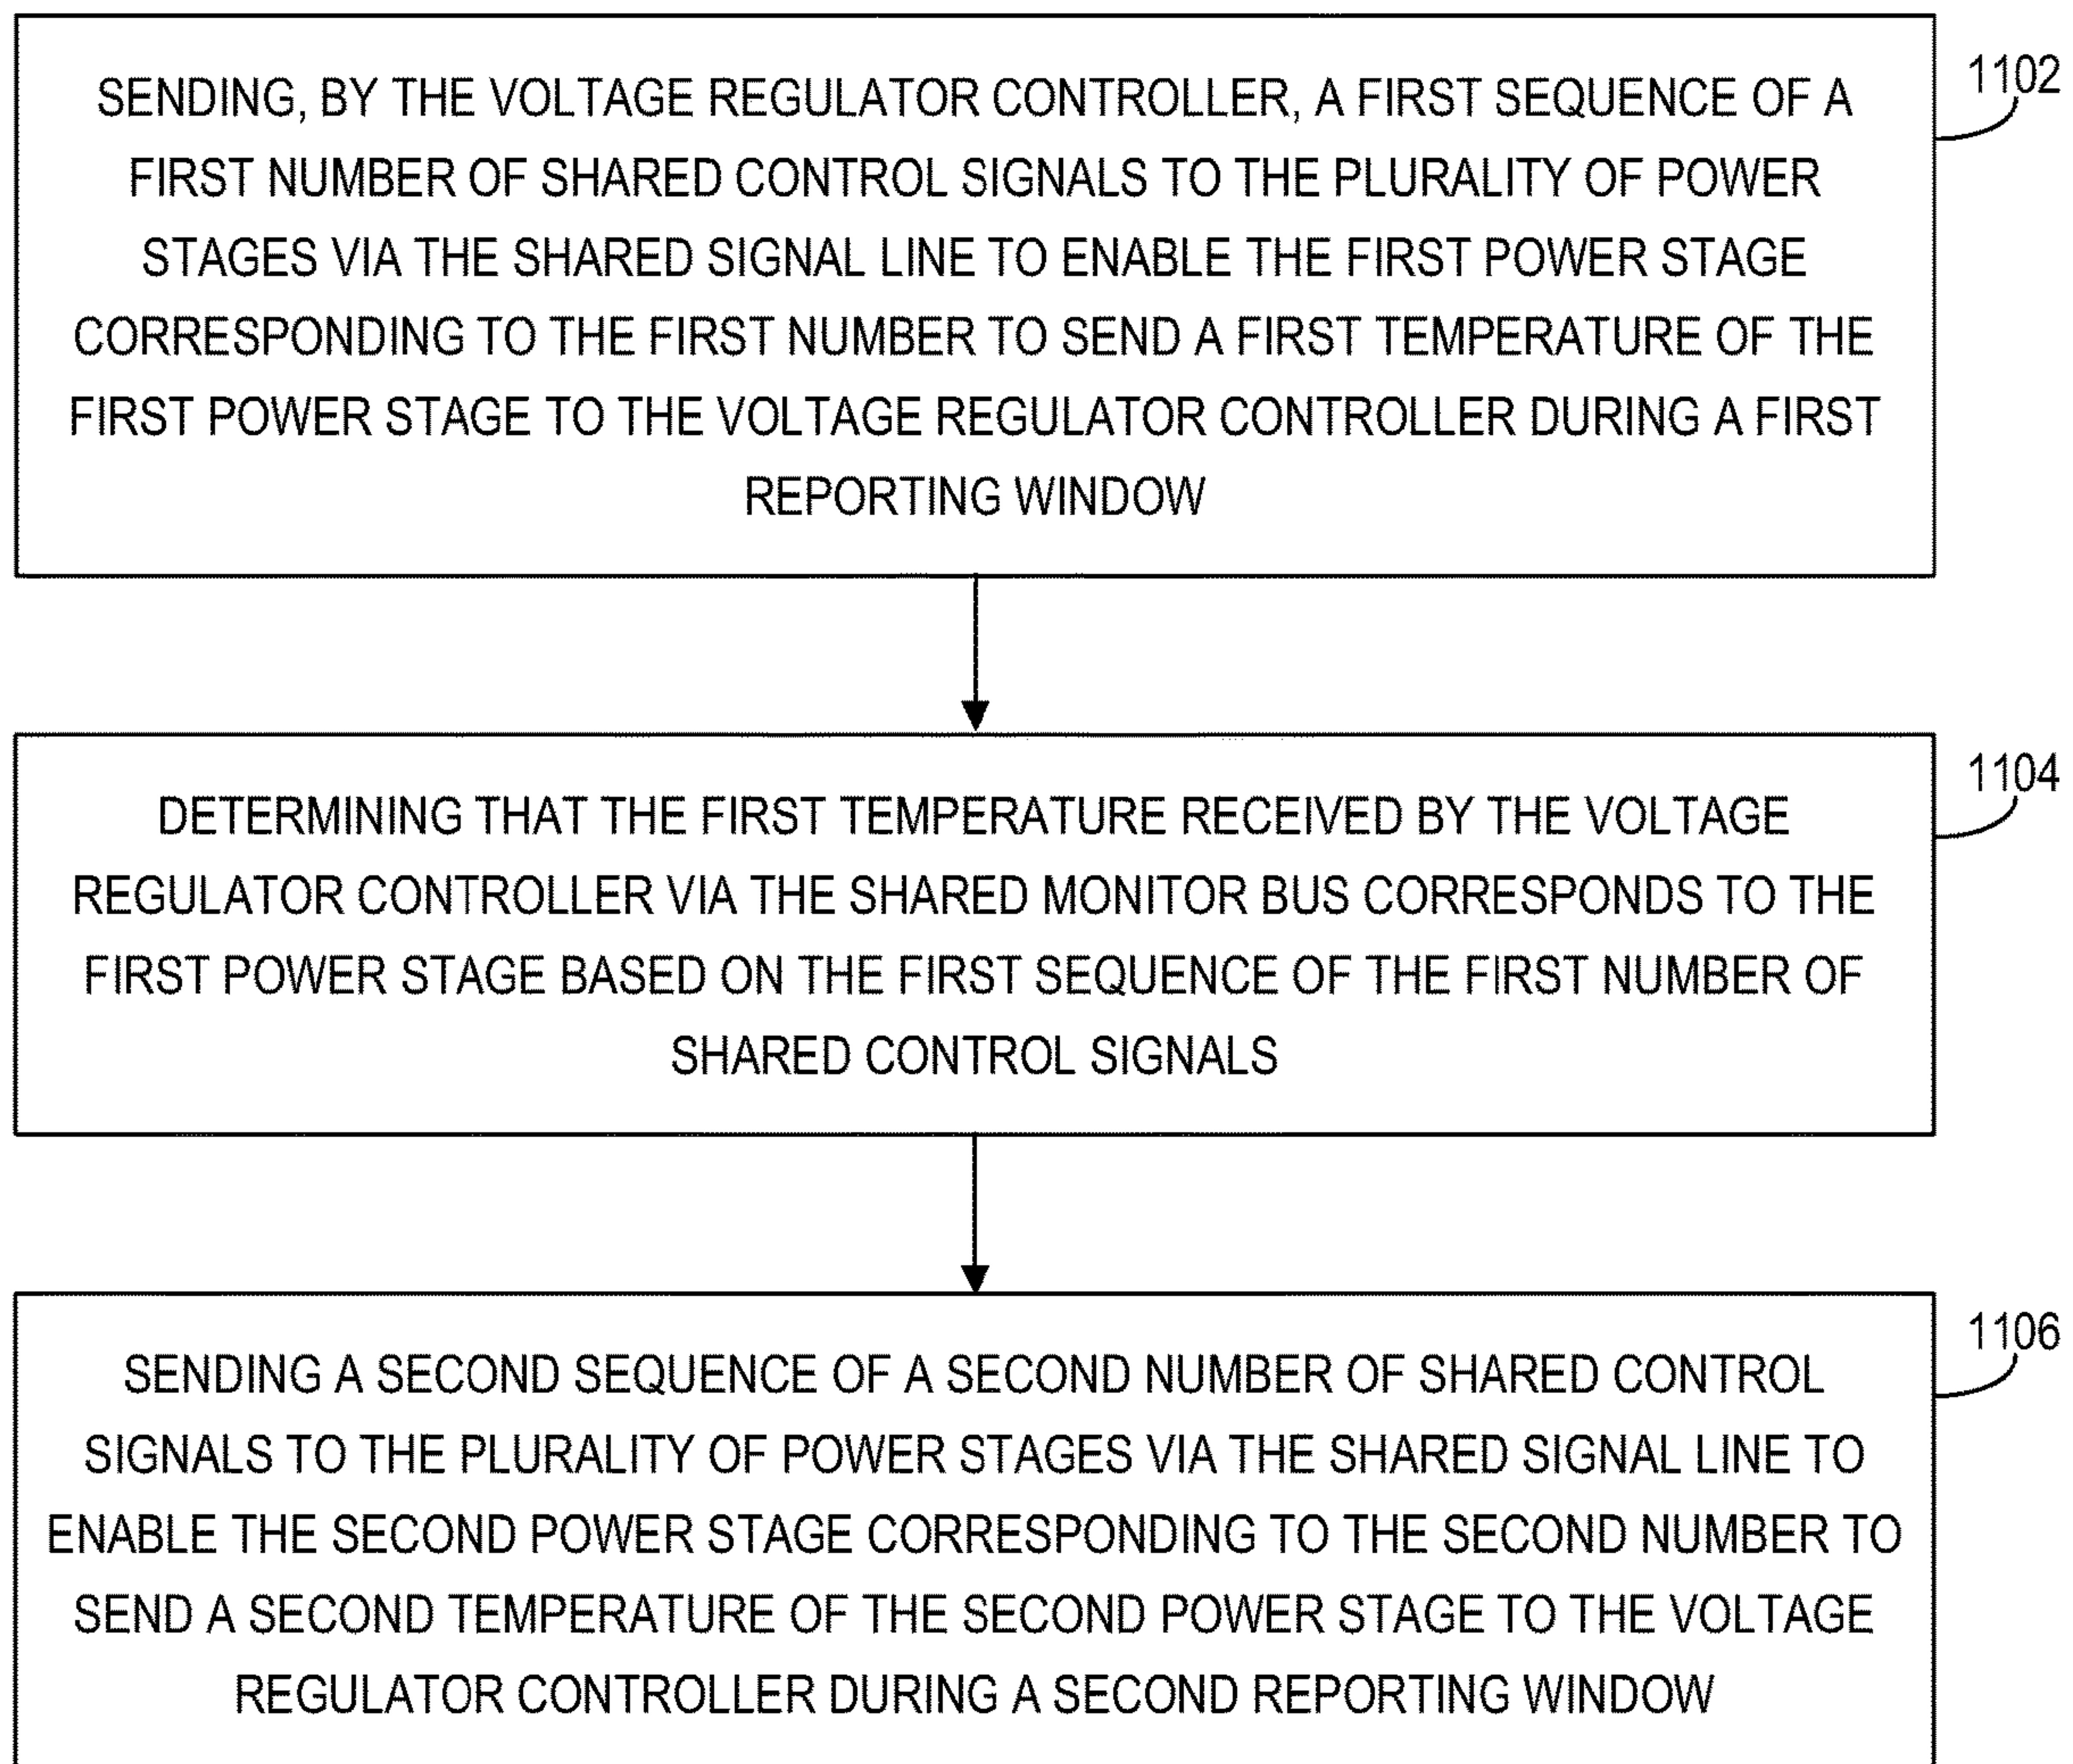 SENDING, BY THE VOLTAGE REGULATOR CONTROLLER, A FIRST SEQUENCE OF A
FIRST NUMBER OF SHARED CONTROL SIGNALS TO THE PLURALITY OF POWER
STAGES VIA THE SHARED SIGNAL LINE TO ENABLE THE FIRST POWER STAGE
CORRESPONDING TO THE FIRST NUMBER TO SEND A FIRST TEMPERATURE OF THE
FIRST POWER STAGE TO THE VOLTAGE REGULATOR CONTROLLER DURING A FIRST
REPORTING WINDOW
1102
DETERMINING THAT THE FIRST TEMPERATURE RECEIVED BY THE VOLTAGE
REGULATOR CONTROLLER VIA THE SHARED MONITOR BUS CORRESPONDS TO THE
FIRST POWER STAGE BASED ON THE FIRST SEQUENCE OF THE FIRST NUMBER OF
SHARED CONTROL SIGNALS
1104
SENDING A SECOND SEQUENCE OF A SECOND NUMBER OF SHARED CONTROL
SIGNALS TO THE PLURALITY OF POWER STAGES VIA THE SHARED SIGNAL LINE TO
ENABLE THE SECOND POWER STAGE CORRESPONDING TO THE SECOND NUMBER TO
SEND A SECOND TEMPERATURE OF THE SECOND POWER STAGE TO THE VOLTAGE
REGULATOR CONTROLLER DURING A SECOND REPORTING WINDOW
1106